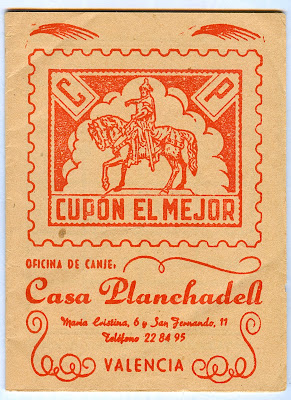 C P
CUPÓN EL MEJOR
OFICINA DE CANJE:
Casa Planchadell
María Cristina, 6 y San Fernando, 11
Teléfono 22 84 95
VALENCIA